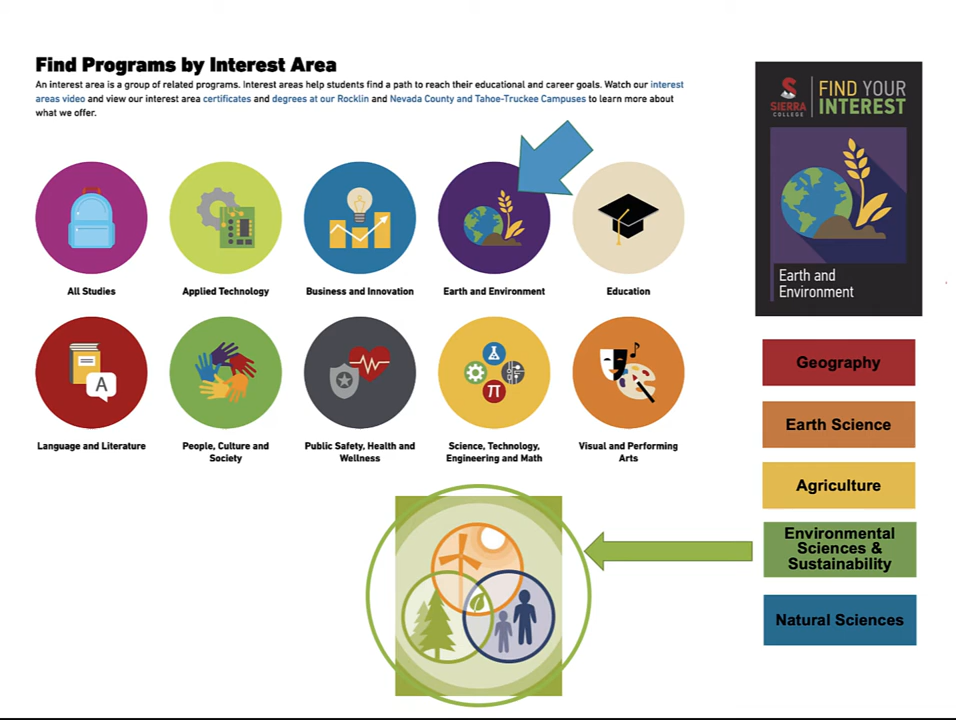 Find Programs by Interest Area
An interest area is a group of related programs. Interest areas help students find a path to reach their educational and career goals. Watch our interest
areas video and view our interest area certificates and degrees at our Rocklin and Nevada County and Tahoe-Truckee Campuses to learn more about
what we offer.
All Studies
Applied Technology
Business and Innovation
Earth and Environment
Education
A
π
Language and Literature
People, Culture and
Society
Public Safety, Health and
Wellness
Science, Technology,
Engineering and Math
Visual and Performing
Arts
SIERRA
COLLEGE
FIND YOUR
INTEREST
Earth and
Environment
Geography
Earth Science
Agriculture
Environmental
Sciences &
Sustainability
Natural Sciences